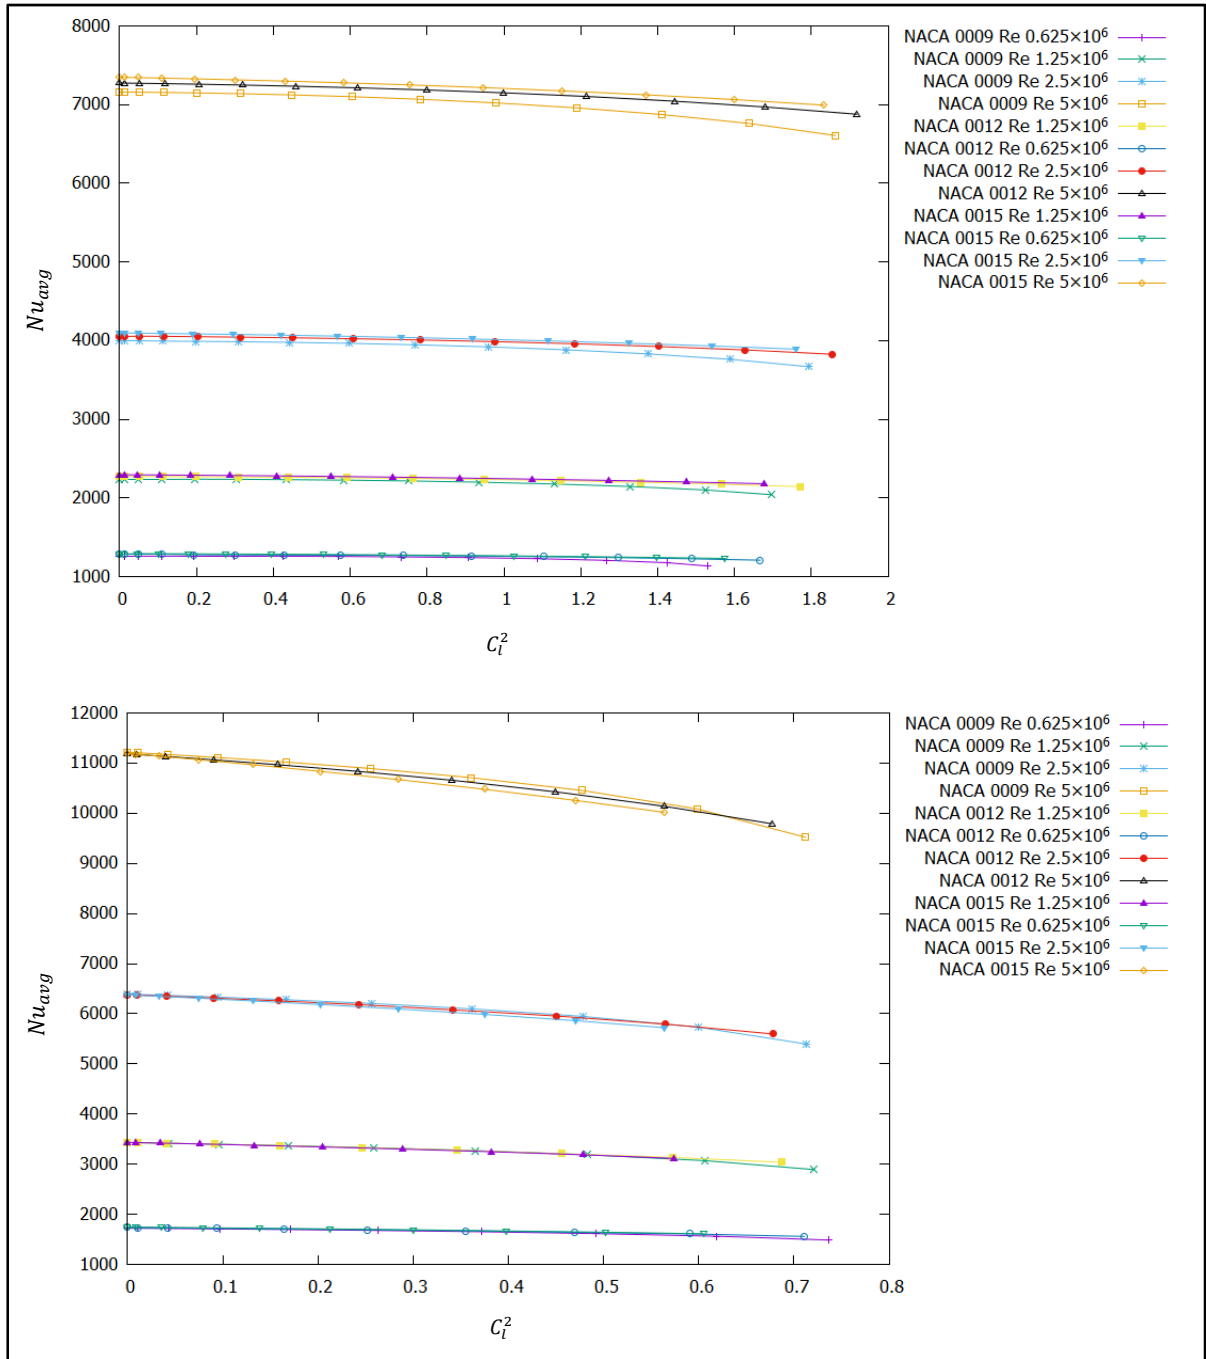 8000
7000
6000
5000
4000
3000
2000
1000
Nu_avg
0 0.2 0.4 0.6 0.8 1 1.2 1.4 1.6 1.8 2
C_l^2
NACA 0009 Re 0.625×10⁶
NACA 0009 Re 1.25×10⁶
NACA 0009 Re 2.5×10⁶
NACA 0009 Re 5×10⁶
NACA 0012 Re 1.25×10⁶
NACA 0012 Re 0.625×10⁶
NACA 0012 Re 2.5×10⁶
NACA 0012 Re 5×10⁶
NACA 0015 Re 1.25×10⁶
NACA 0015 Re 0.625×10⁶
NACA 0015 Re 2.5×10⁶
NACA 0015 Re 5×10⁶
12000
11000
10000
9000
8000
7000
6000
5000
4000
3000
2000
1000
Nu_avg
0 0.1 0.2 0.3 0.4 0.5 0.6 0.7 0.8
C_l^2
NACA 0009 Re 0.625×10⁶
NACA 0009 Re 1.25×10⁶
NACA 0009 Re 2.5×10⁶
NACA 0009 Re 5×10⁶
NACA 0012 Re 1.25×10⁶
NACA 0012 Re 0.625×10⁶
NACA 0012 Re 2.5×10⁶
NACA 0012 Re 5×10⁶
NACA 0015 Re 1.25×10⁶
NACA 0015 Re 0.625×10⁶
NACA 0015 Re 2.5×10⁶
NACA 0015 Re 5×10⁶